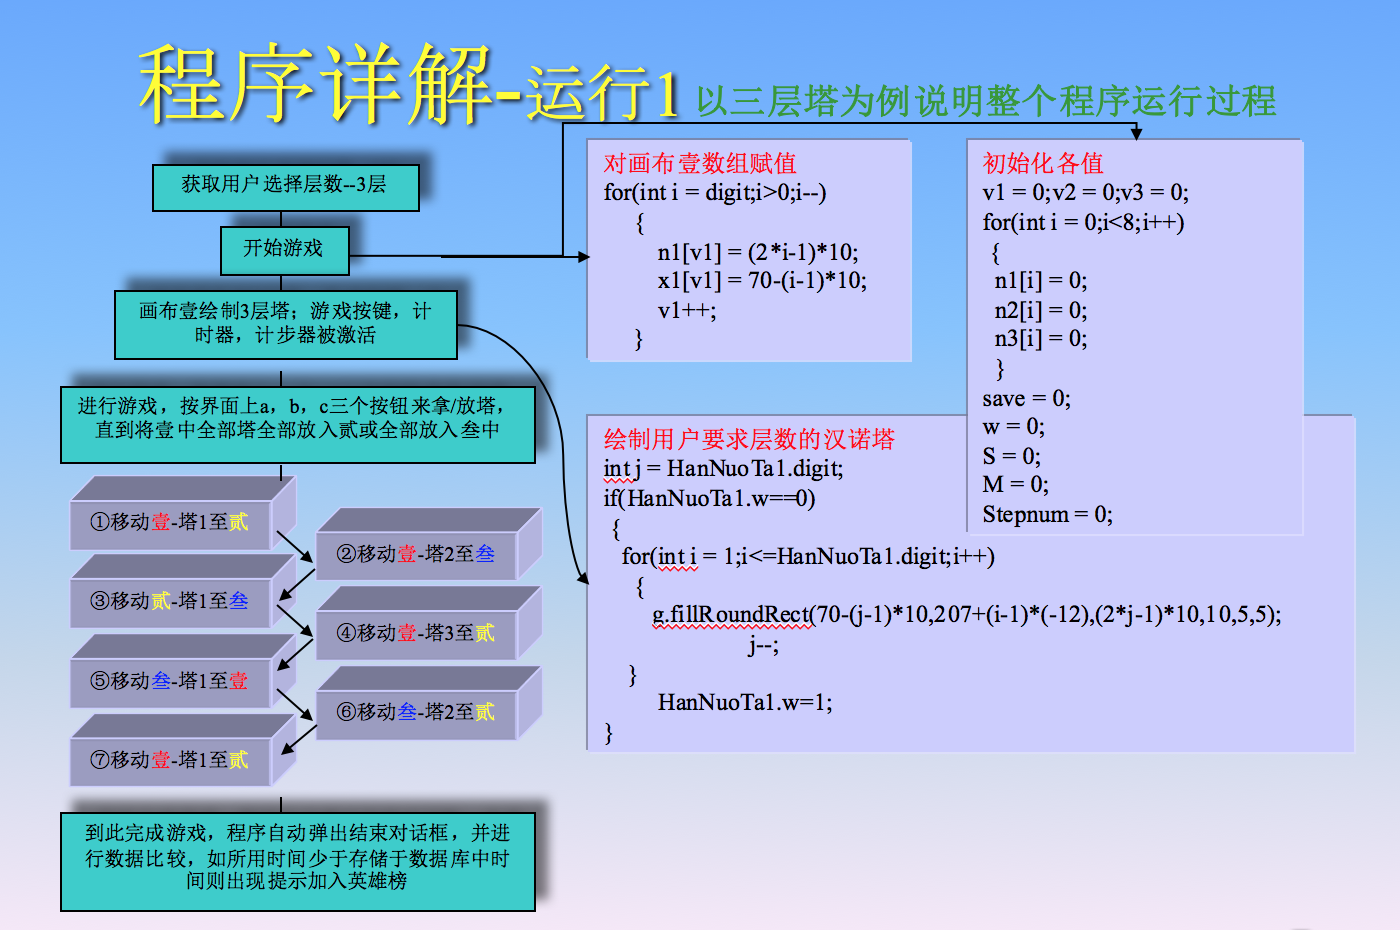 程序详解-运行1 以三层塔为例说明整个程序运行过程
获取用户选择层数--3层
开始游戏
画布壹绘制3层塔；游戏按键，计
时器，计步器被激活
进行游戏，按界面上a，b，c三个按钮来拿/放塔，
直到将壹中全部塔全部放入贰或全部放入叁中
①移动壹-塔1至贰
②移动壹-塔2至叁
③移动贰-塔1至叁
④移动壹-塔3至贰
⑤移动叁-塔1至壹
⑥移动叁-塔2至贰
⑦移动壹-塔1至贰
到此完成游戏，程序自动弹出结束对话框，并进
行数据比较，如所用时间少于存储于数据库中时
间则出现提示加入英雄榜
对画布壹数组赋值
for(int i = digit;i>0;i--)
{
n1[v1] = (2*i-1)*10;
x1[v1] = 70-(i-1)*10;
v1++;
}
初始化各值
v1 = 0;v2 = 0;v3 = 0;
for(int i = 0;i<8;i++)
{
n1[i] = 0;
n2[i] = 0;
n3[i] = 0;
}
save = 0;
w = 0;
S = 0;
M = 0;
Stepnum = 0;
绘制用户要求层数的汉诺塔
int j = HanNuoTa1.digit;
if(HanNuoTa1.w==0)
{
for(int i = 1;i<=HanNuoTa1.digit;i++)
{
g.fillRoundRect(70-(j-1)*10,207+(i-1)*(-12),(2*j-1)*10,10,5,5);
j--;
}
HanNuoTa1.w=1;
}